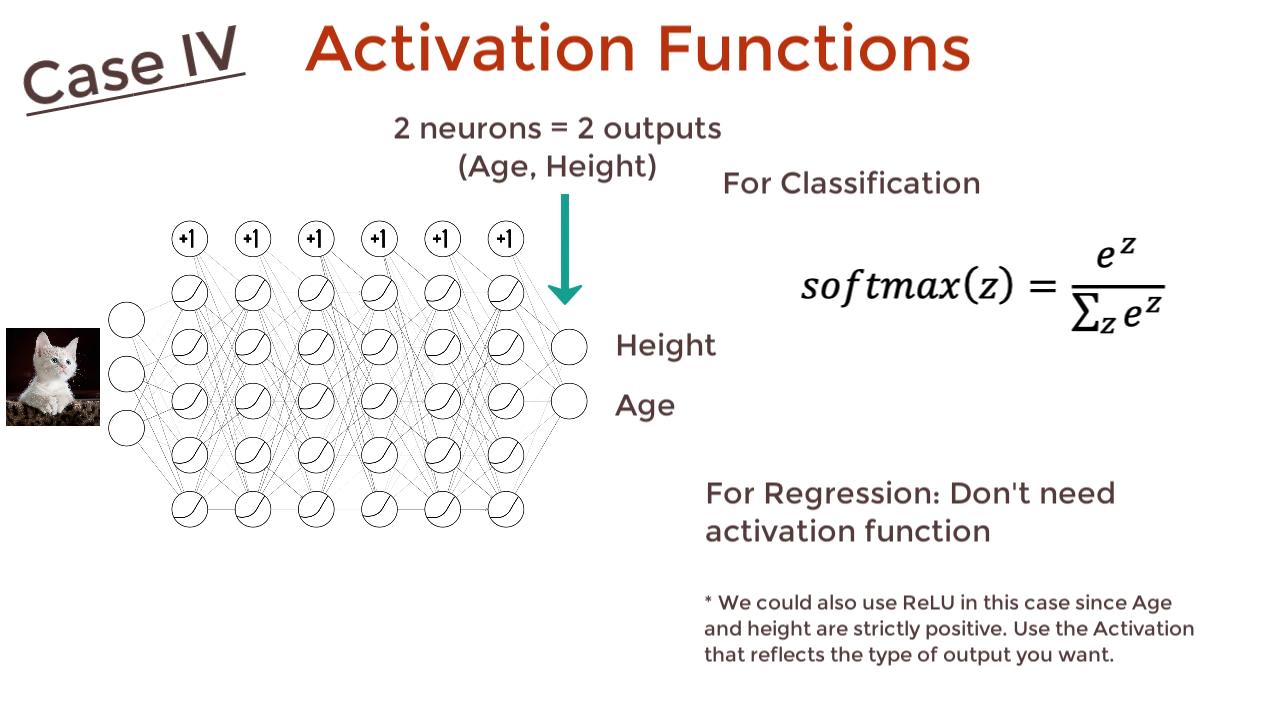 Case IV
Activation Functions
2 neurons = 2 outputs
(Age, Height)
For Classification
+1 +1 +1 +1 +1 +1
softmax(z) = e^z / ∑_z e^z
Height
Age
For Regression: Don't need
activation function
* We could also use ReLU in this case since Age
and height are strictly positive. Use the Activation
that reflects the type of output you want.